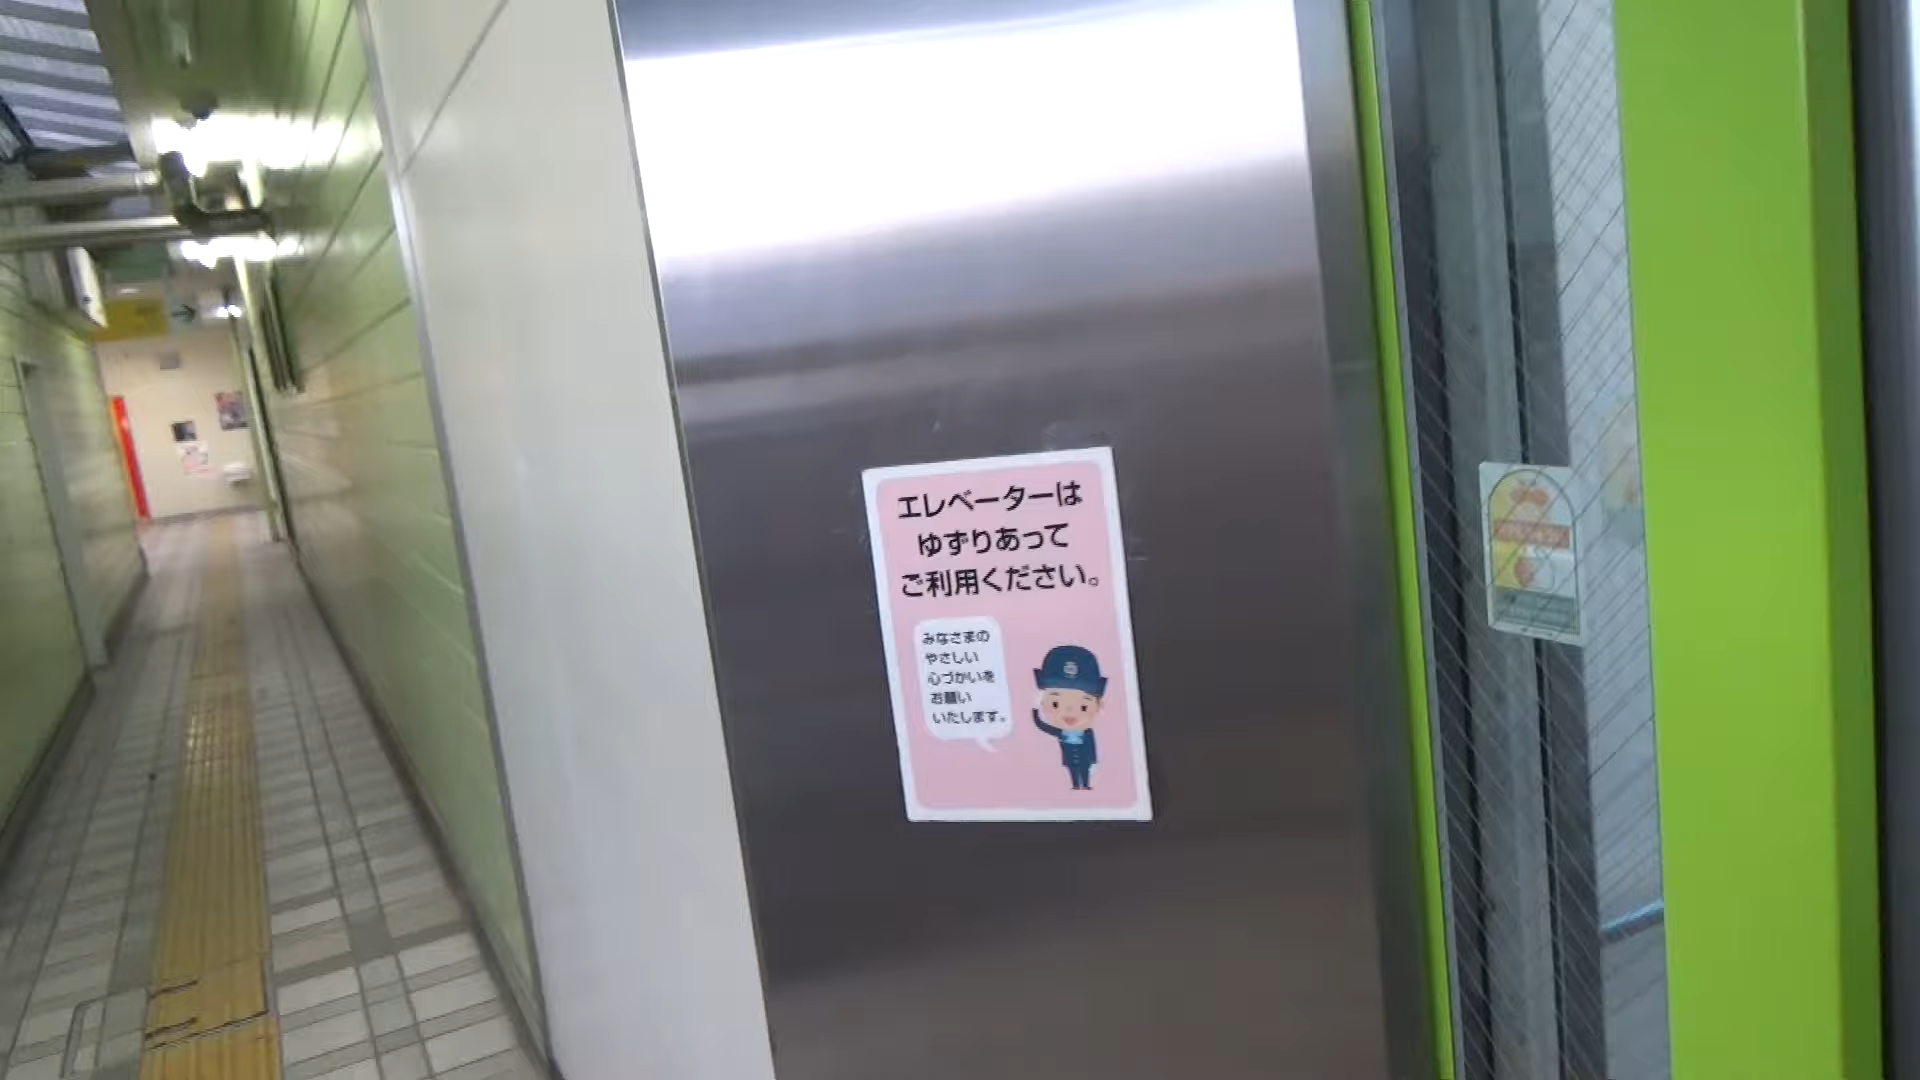 エレベーターは
ゆずりあって
ご利用ください。
みなさまの
やさしい
心づかいを
お願い
いたします。